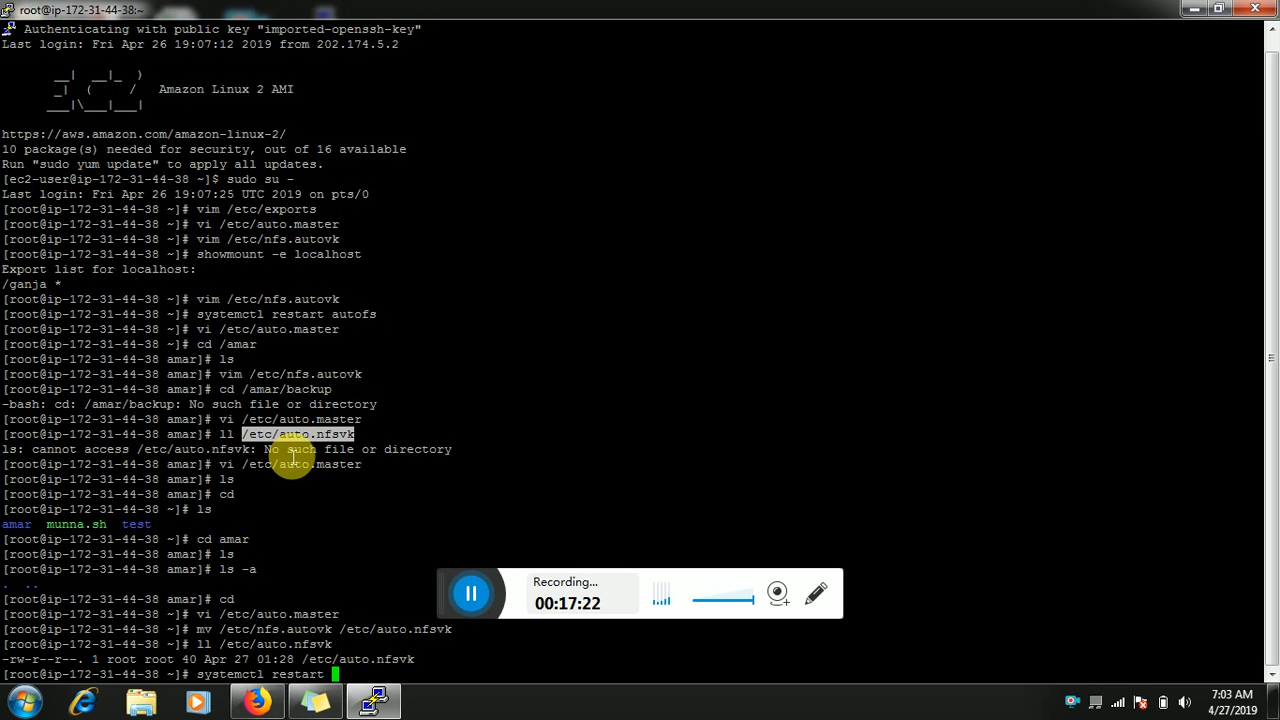 root@ip-172-31-44-38:~
Authenticating with public key "imported-openssh-key"
Last login: Fri Apr 26 19:07:12 2019 from 202.174.5.2
__| __|_ )
_| ( / Amazon Linux 2 AMI
___|\___|___|
https://aws.amazon.com/amazon-linux-2/
10 package(s) needed for security, out of 16 available
Run "sudo yum update" to apply all updates.
[ec2-user@ip-172-31-44-38 ~]$ sudo su -
Last login: Fri Apr 26 19:07:25 UTC 2019 on pts/0
[root@ip-172-31-44-38 ~]# vim /etc/exports
[root@ip-172-31-44-38 ~]# vi /etc/auto.master
[root@ip-172-31-44-38 ~]# vim /etc/nfs.autovk
[root@ip-172-31-44-38 ~]# showmount -e localhost
Export list for localhost:
/ganja *
[root@ip-172-31-44-38 ~]# vim /etc/nfs.autovk
[root@ip-172-31-44-38 ~]# systemctl restart autofs
[root@ip-172-31-44-38 ~]# vi /etc/auto.master
[root@ip-172-31-44-38 ~]# cd /amar
[root@ip-172-31-44-38 amar]# ls
[root@ip-172-31-44-38 amar]# vim /etc/nfs.autovk
[root@ip-172-31-44-38 amar]# cd /amar/backup
-bash: cd: /amar/backup: No such file or directory
[root@ip-172-31-44-38 amar]# vi /etc/auto.master
[root@ip-172-31-44-38 amar]# ll /etc/auto.nfsvk
ls: cannot access /etc/auto.nfsvk: No such file or directory
[root@ip-172-31-44-38 amar]# vi /etc/auto.master
[root@ip-172-31-44-38 amar]# ls
[root@ip-172-31-44-38 amar]# cd
[root@ip-172-31-44-38 ~]# ls
amar munna.sh test
[root@ip-172-31-44-38 ~]# cd amar
[root@ip-172-31-44-38 amar]# ls
[root@ip-172-31-44-38 amar]# ls -a
. ..
[root@ip-172-31-44-38 amar]# cd
[root@ip-172-31-44-38 ~]# vi /etc/auto.master
[root@ip-172-31-44-38 ~]# mv /etc/nfs.autovk /etc/auto.nfsvk
[root@ip-172-31-44-38 ~]# ll /etc/auto.nfsvk
-rw-r--r--. 1 root root 40 Apr 27 01:28 /etc/auto.nfsvk
[root@ip-172-31-44-38 ~]# systemctl restart
Recording...
00:17:22
7:03 AM
4/27/2019